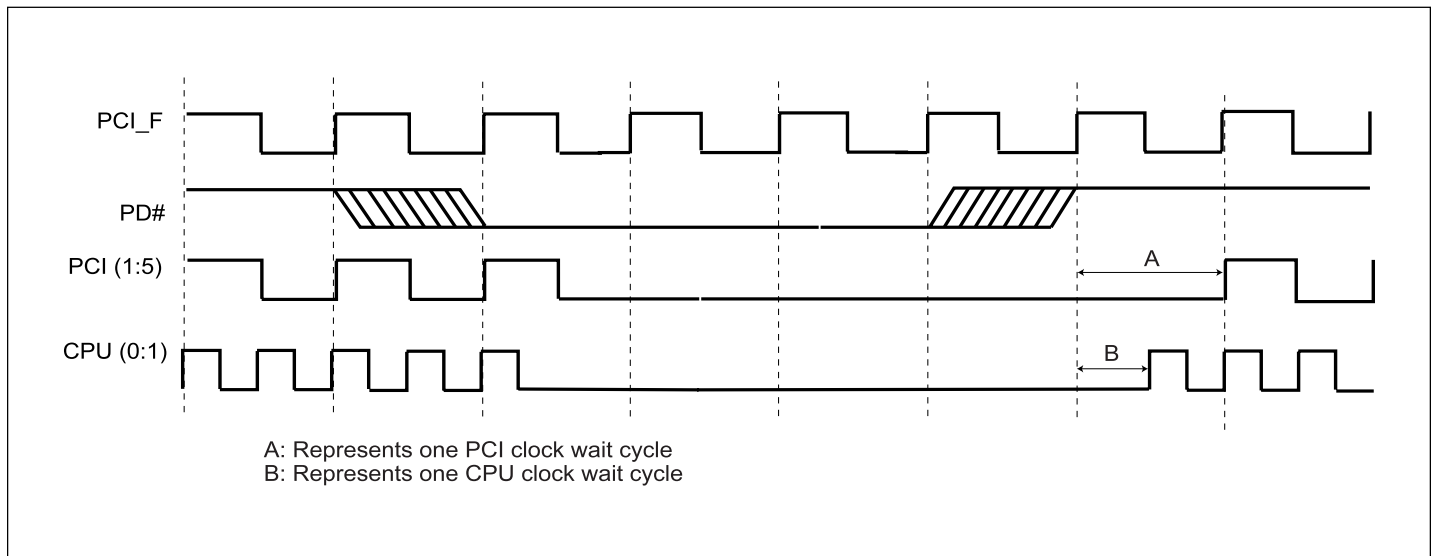 PCI_F
PD#
PCI (1:5)
A
CPU (0:1)
B
A: Represents one PCI clock wait cycle
B: Represents one CPU clock wait cycle